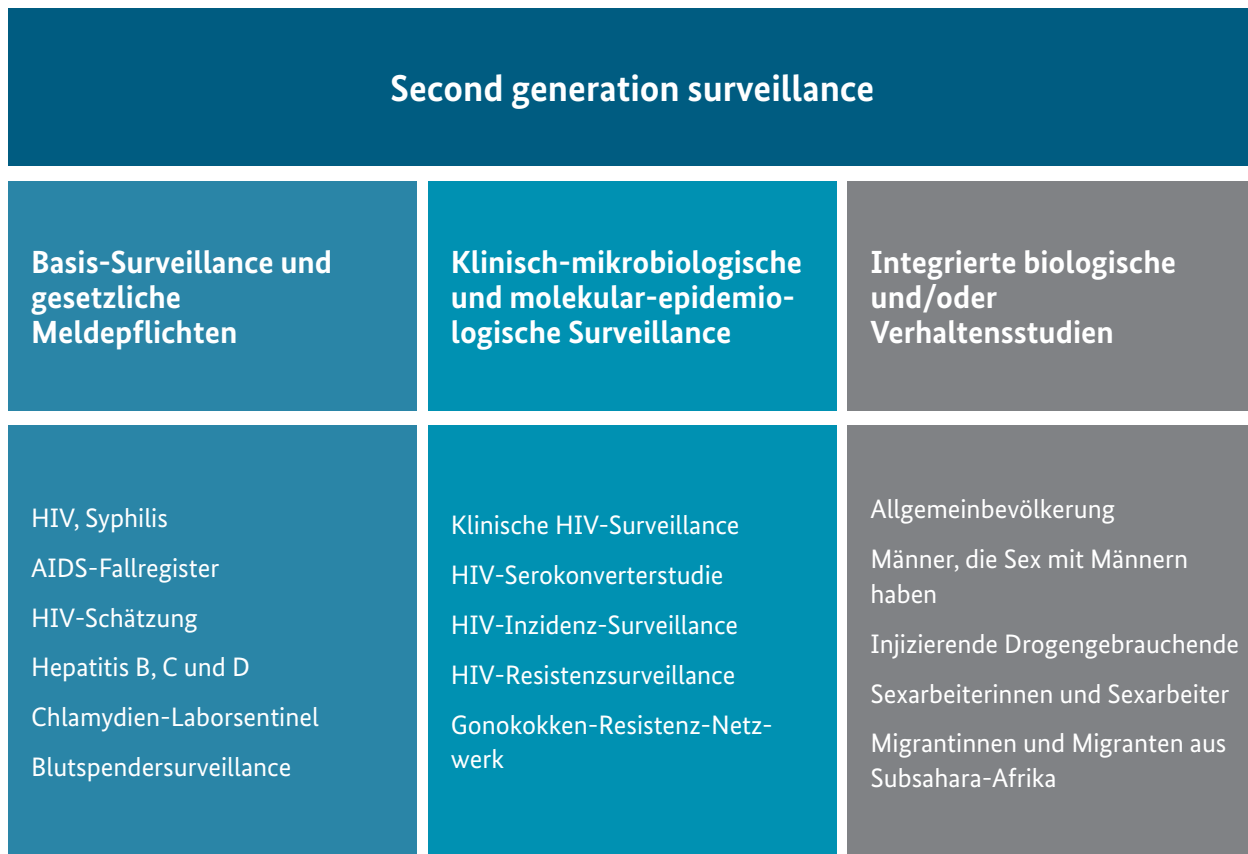 Second generation surveillance
Basis-Surveillance und
gesetzliche
Meldepflichten
Klinisch-mikrobiologische
und molekular-epidemio-
logische Surveillance
Integrierte biologische
und/oder
Verhaltensstudien
HIV, Syphilis
AIDS-Fallregister
HIV-Schätzung
Hepatitis B, C und D
Chlamydien-Laborsentinel
Blutspendersurveillance
Klinische HIV-Surveillance
HIV-Serokonverterstudie
HIV-Inzidenz-Surveillance
HIV-Resistenzsurveillance
Gonokokken-Resistenz-Netz-
werk
Allgemeinbevölkerung
Männer, die Sex mit Männern
haben
Injizierende Drogengebrauchende
Sexarbeiterinnen und Sexarbeiter
Migrantinnen und Migranten aus
Subsahara-Afrika